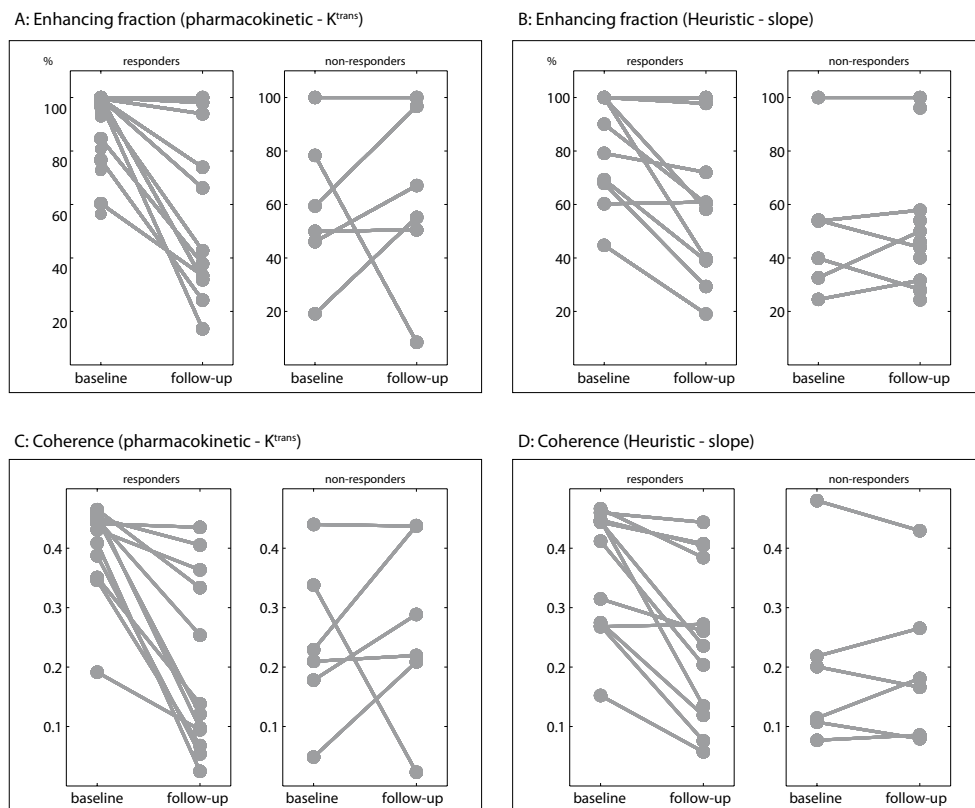 A: Enhancing fraction (pharmacokinetic - Ktrans)
B: Enhancing fraction (Heuristic - slope)
% responders non-responders
100 100
80 80
60 60
40 40
20 20
baseline follow-up baseline follow-up
% responders non-responders
100 100
80 80
60 60
40 40
20 20
baseline follow-up baseline follow-up
C: Coherence (pharmacokinetic - Ktrans)
D: Coherence (Heuristic - slope)
responders non-responders
0.4 0.4
0.3 0.3
0.2 0.2
0.1 0.1
baseline follow-up baseline follow-up
responders non-responders
0.4 0.4
0.3 0.3
0.2 0.2
0.1 0.1
baseline follow-up baseline follow-up